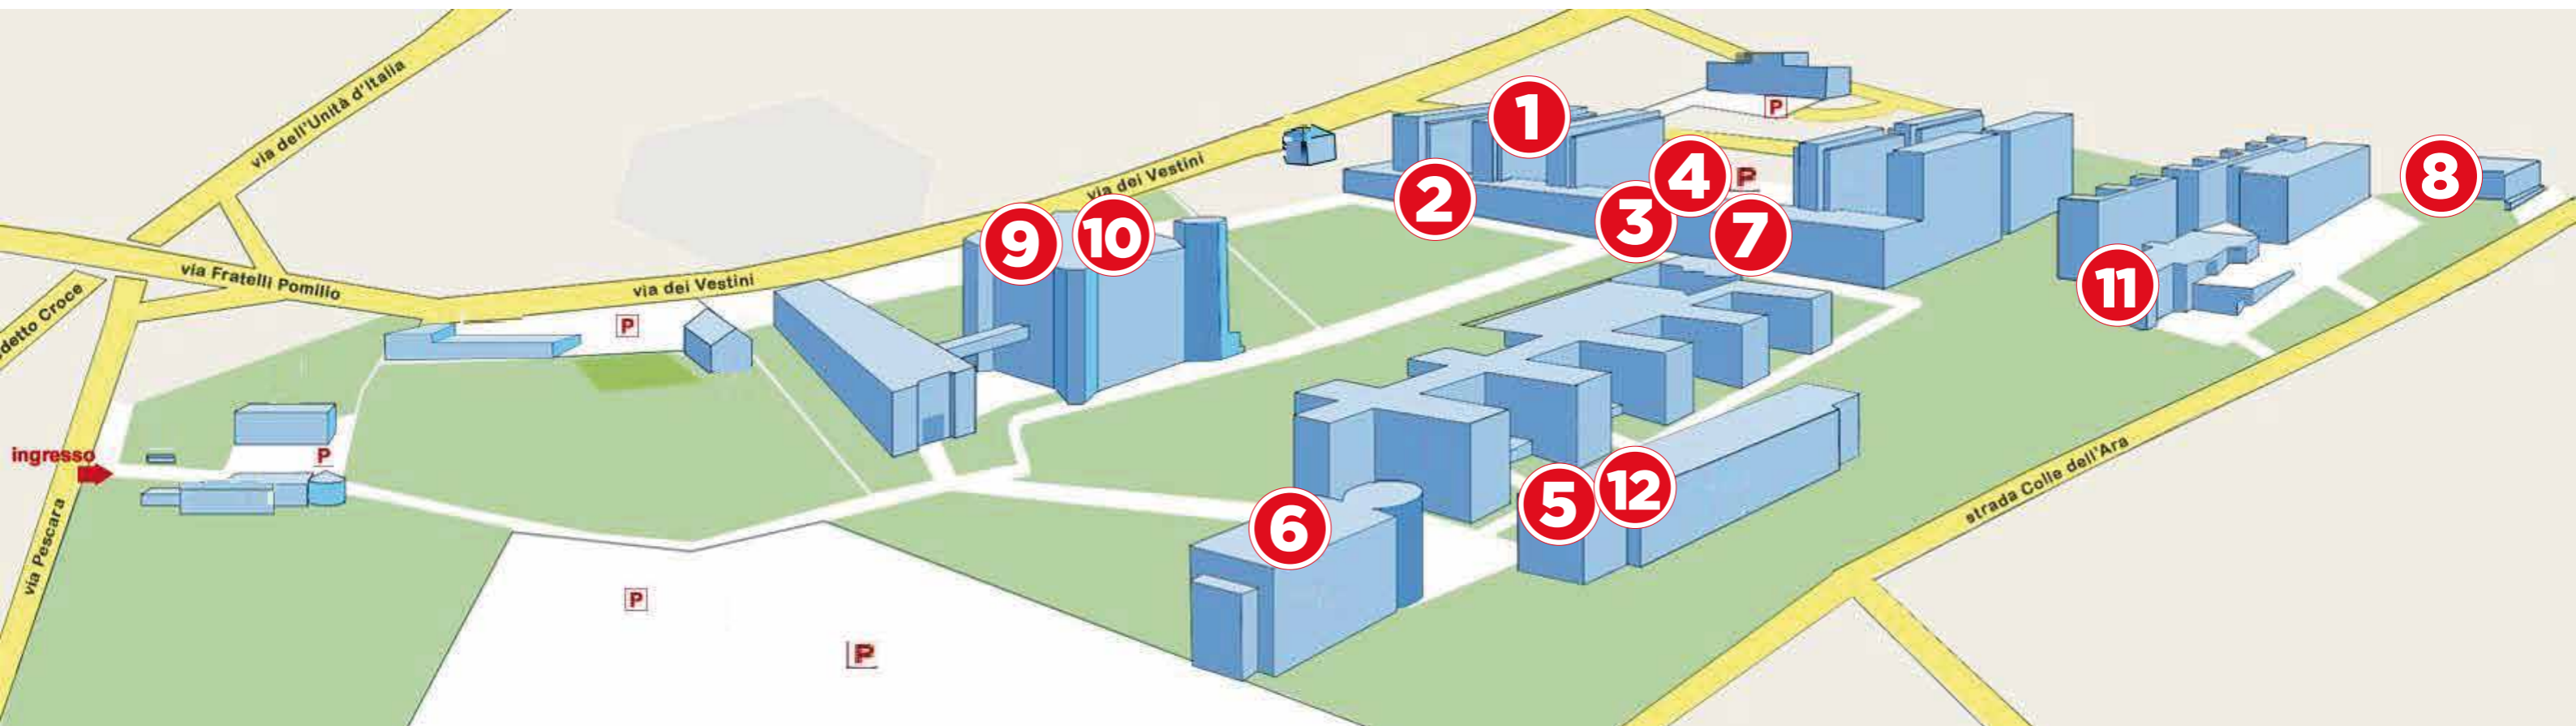 via dell'Unità d'Italia
via dei Vestini
via Fratelli Pomilio
via dei Vestini
detto Croce
ingresso
via Pescara
strada Colle dell'Ara
P
P
P
P
P
P
1
2
3
4
7
8
9
10
11
5
12
6